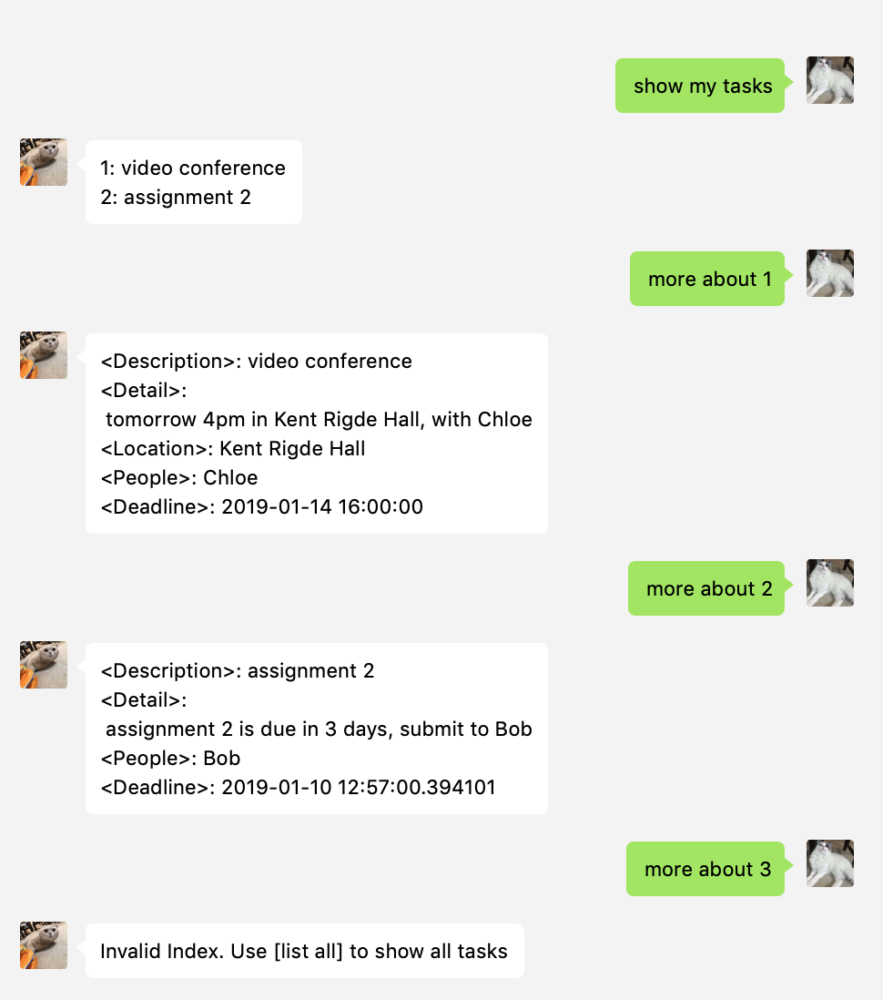 show my tasks
1: video conference
2: assignment 2
more about 1
<Description>: video conference
<Detail>:
tomorrow 4pm in Kent Rigde Hall, with Chloe
<Location>: Kent Rigde Hall
<People>: Chloe
<Deadline>: 2019-01-14 16:00:00
more about 2
<Description>: assignment 2
<Detail>:
assignment 2 is due in 3 days, submit to Bob
<People>: Bob
<Deadline>: 2019-01-10 12:57:00.394101
more about 3
Invalid Index. Use [list all] to show all tasks